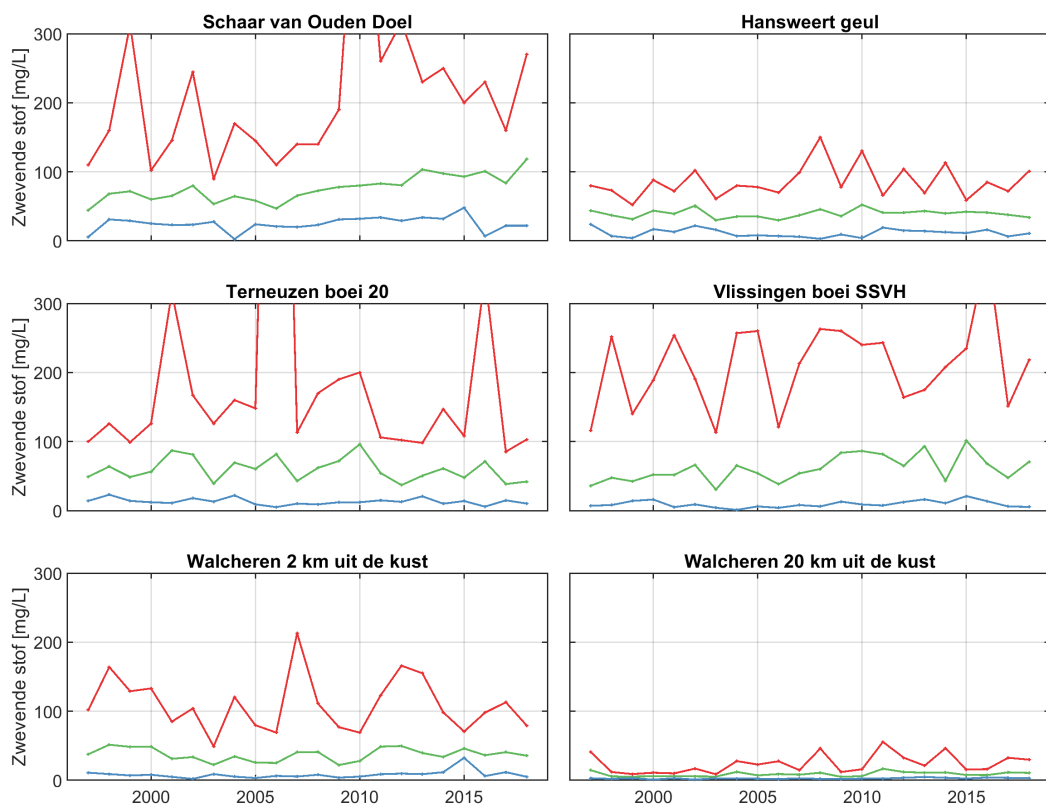 Schaar van Ouden Doel
Hansweert geul
Zwevende stof [mg/L]
300
200
100
0
Terneuzen boei 20
Vlissingen boei SSVH
Zwevende stof [mg/L]
300
200
100
0
Walcheren 2 km uit de kust
Walcheren 20 km uit de kust
Zwevende stof [mg/L]
300
200
100
0
2000 2005 2010 2015
2000 2005 2010 2015